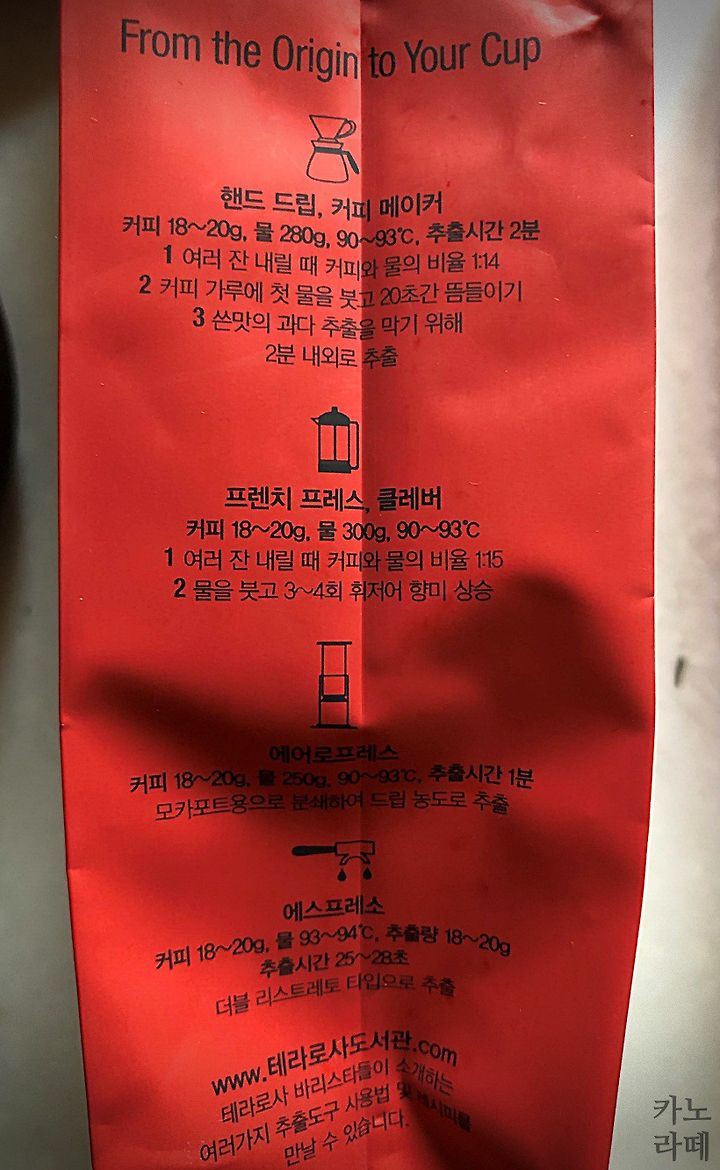 From the Origin to Your Cup
핸드 드립, 커피 메이커
커피 18~20g, 물 280g, 90~93℃, 추출시간 2분
1 여러 잔 내릴 때 커피와 물의 비율 1:14
2 커피 가루에 첫 물을 붓고 20초간 뜸들이기
3 쓴맛의 과다 추출을 막기 위해
2분 내외로 추출
프렌치 프레스, 클레버
커피 18~20g, 물 300g, 90~93℃
1 여러 잔 내릴 때 커피와 물의 비율 1:15
2 물을 붓고 3~4회 휘저어 향미 상승
에어로프레스
커피 18~20g, 물 250g, 90~93℃, 추출시간 1분
모카포트용으로 분쇄하여 드립 농도로 추출
에스프레소
커피 18~20g, 물 93~94℃, 추출량 18~20g
추출시간 25~28초
더블 리스트레토 타입으로 추출
www.테라로사도서관.com
테라로사 바리스타들이 소개하는
여러가지 추출도구 사용법 및 레시피를
만날 수 있습니다.
카노
라떼